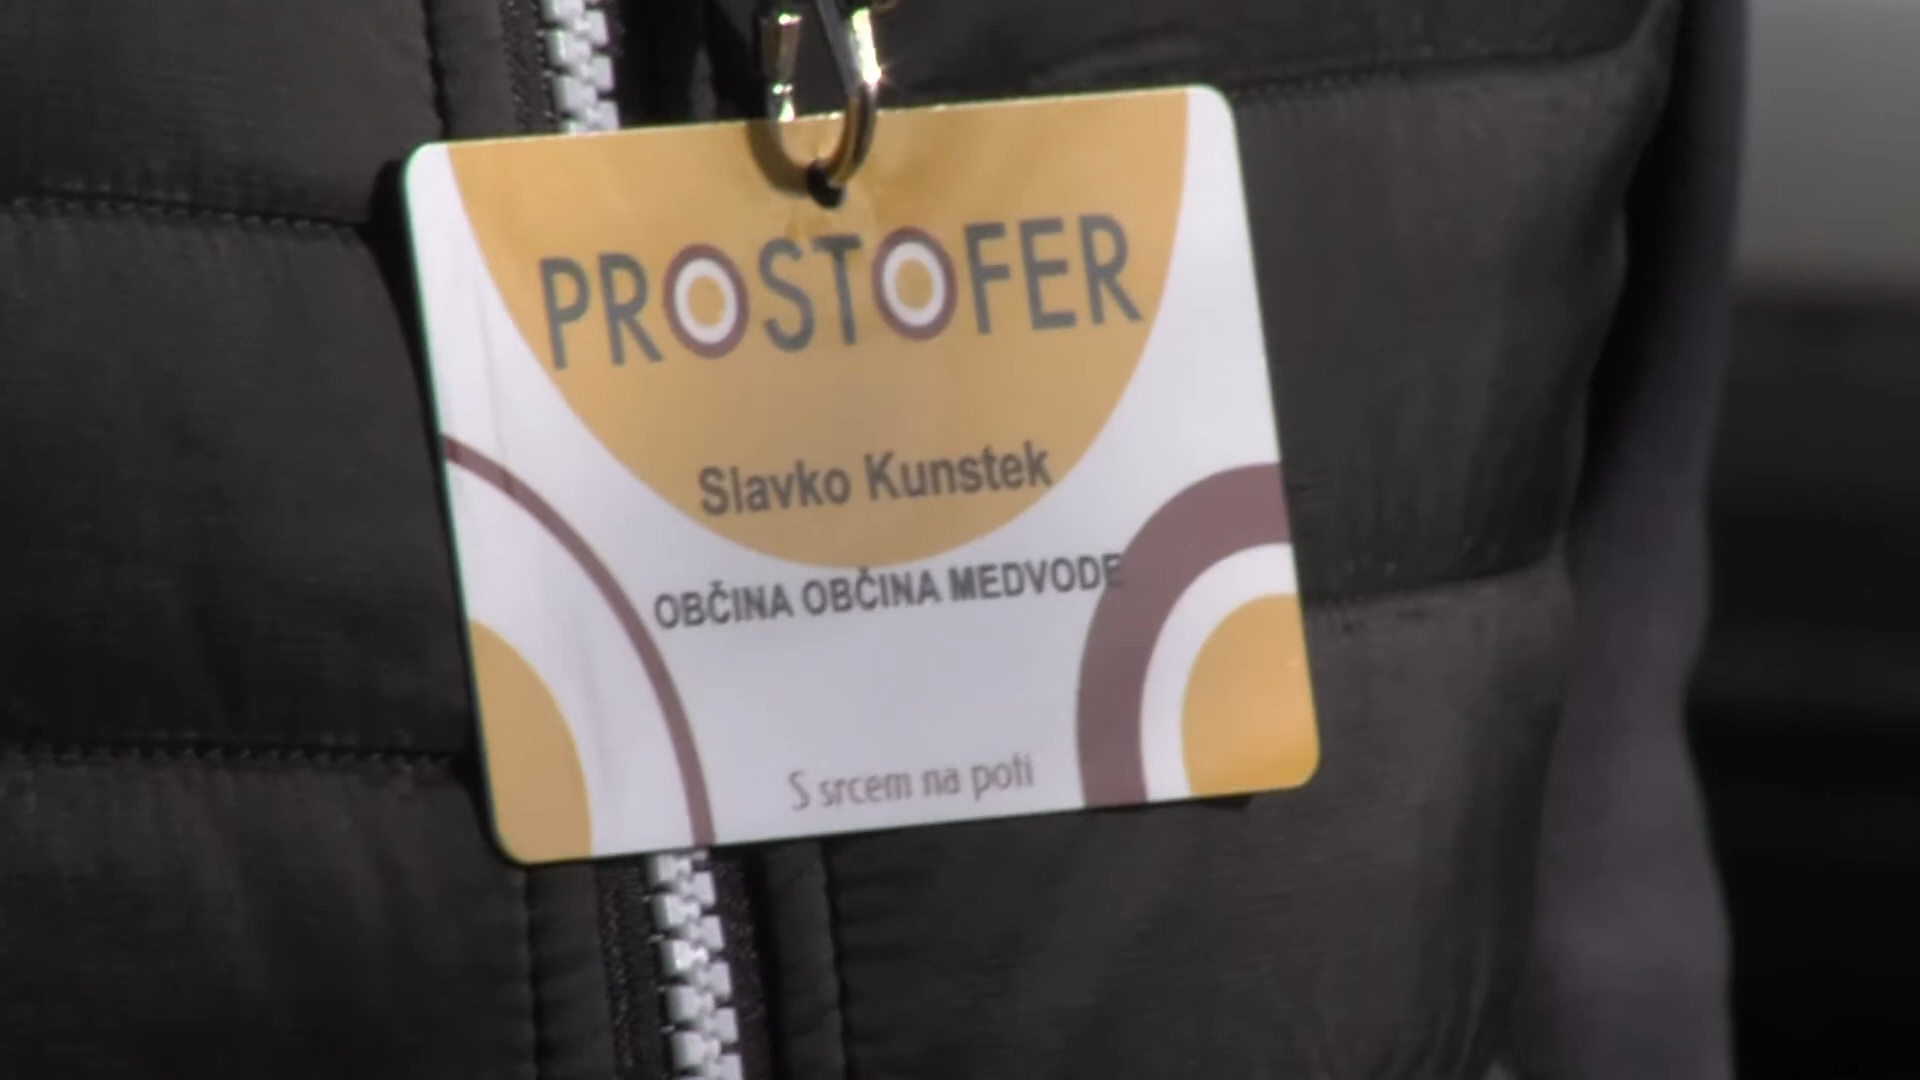 PROSTOFER
Slavko Kunstek
OBČINA OBČINA MEDVODE
S srcem na poti